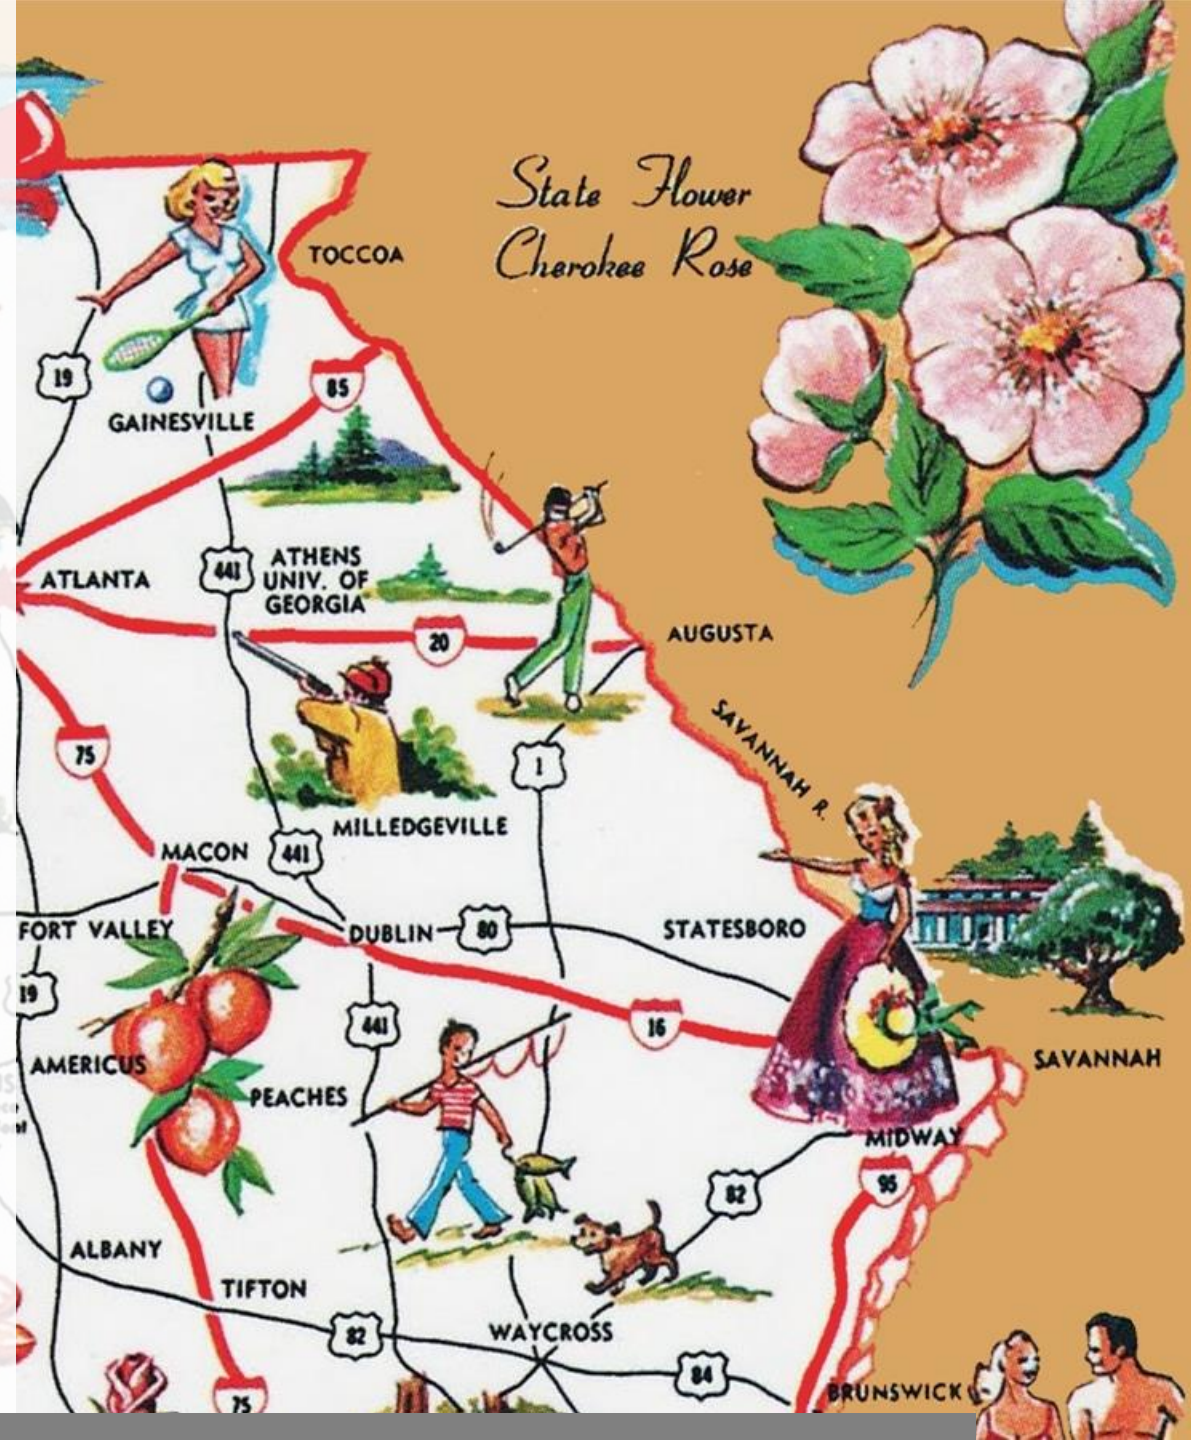 State Flower
Cherokee Rose
TOCCOA
19
85
GAINESVILLE
ATLANTA
441
ATHENS
UNIV. OF
GEORGIA
20
AUGUSTA
SAVANNAH R.
75
1
MILLEDGEVILLE
MACON
441
FORT VALLEY
DUBLIN
80
STATESBORO
19
441
16
AMERICUS
PEACHES
SAVANNAH
MIDWAY
82
95
ALBANY
TIFTON
82
WAYCROSS
84
75
BRUNSWICK